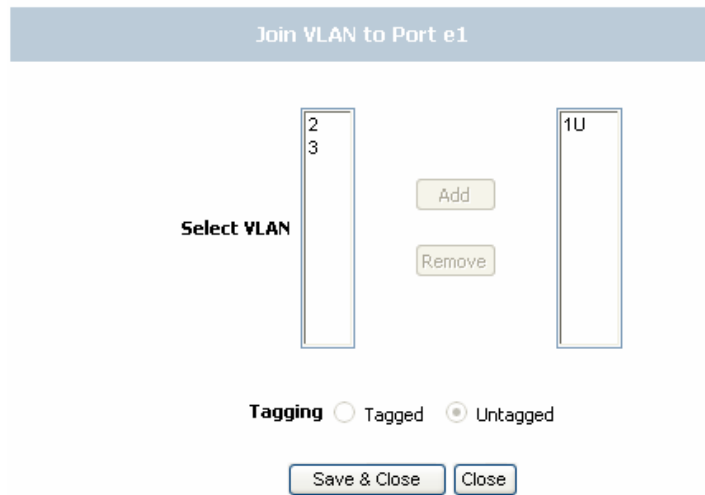 Join VLAN to Port e1
2
3
1U
Add
Select VLAN
Remove
Tagging Tagged Untagged
Save & Close Close